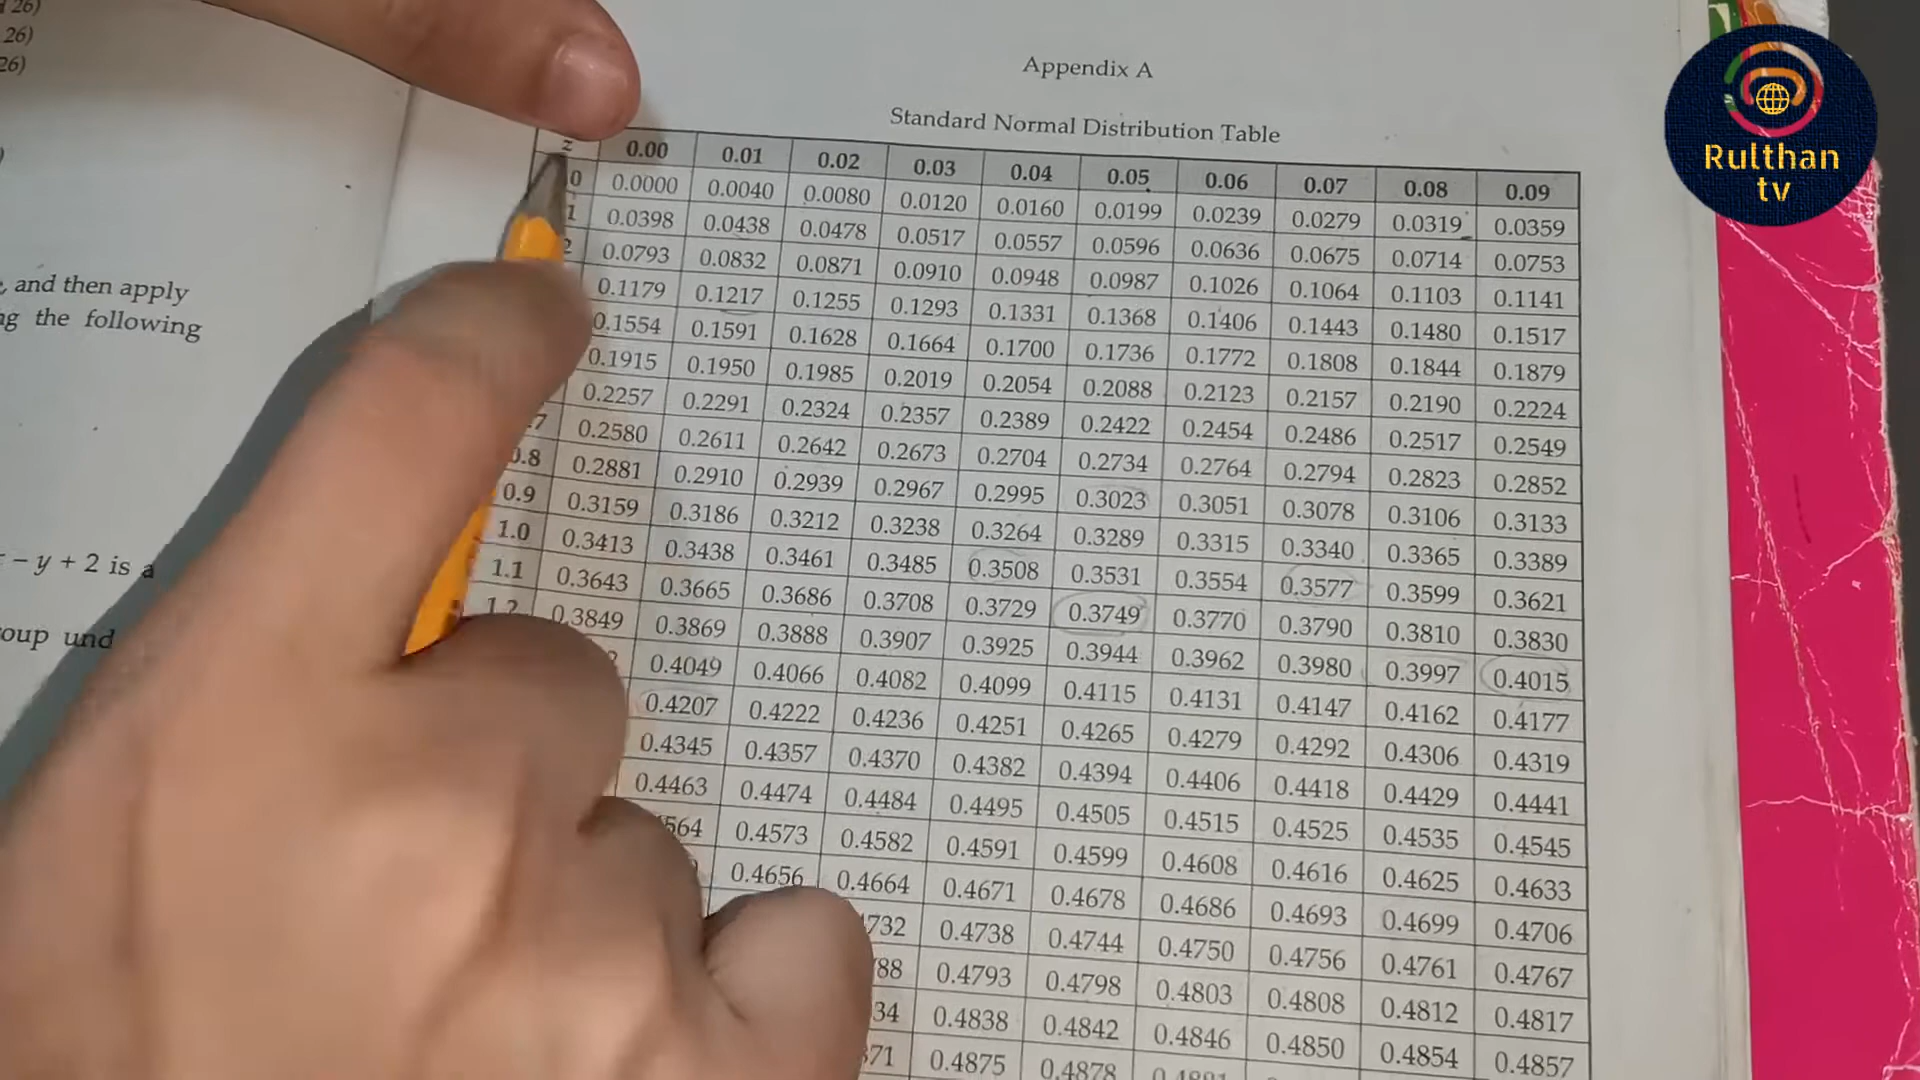 26)
26)
26)
and then apply
the following
– y + 2 is a
und
Appendix A
Standard Normal Distribution Table
z 0.00 0.01 0.02 0.03 0.04 0.05 0.06 0.07 0.08 0.09
0.0000 0.0040 0.0080 0.0120 0.0160 0.0199 0.0239 0.0279 0.0319 0.0359
0.0398 0.0438 0.0478 0.0517 0.0557 0.0596 0.0636 0.0675 0.0714 0.0753
0.0793 0.0832 0.0871 0.0910 0.0948 0.0987 0.1026 0.1064 0.1103 0.1141
0.1179 0.1217 0.1255 0.1293 0.1331 0.1368 0.1406 0.1443 0.1480 0.1517
0.1554 0.1591 0.1628 0.1664 0.1700 0.1736 0.1772 0.1808 0.1844 0.1879
0.1915 0.1950 0.1985 0.2019 0.2054 0.2088 0.2123 0.2157 0.2190 0.2224
0.2257 0.2291 0.2324 0.2357 0.2389 0.2422 0.2454 0.2486 0.2517 0.2549
0.2580 0.2611 0.2642 0.2673 0.2704 0.2734 0.2764 0.2794 0.2823 0.2852
0.8 0.2881 0.2910 0.2939 0.2967 0.2995 0.3023 0.3051 0.3078 0.3106 0.3133
0.9 0.3159 0.3186 0.3212 0.3238 0.3264 0.3289 0.3315 0.3340 0.3365 0.3389
1.0 0.3413 0.3438 0.3461 0.3485 0.3508 0.3531 0.3554 0.3577 0.3599 0.3621
1.1 0.3643 0.3665 0.3686 0.3708 0.3729 0.3749 0.3770 0.3790 0.3810 0.3830
1.2 0.3849 0.3869 0.3888 0.3907 0.3925 0.3944 0.3962 0.3980 0.3997 0.4015
0.4049 0.4066 0.4082 0.4099 0.4115 0.4131 0.4147 0.4162 0.4177
0.4207 0.4222 0.4236 0.4251 0.4265 0.4279 0.4292 0.4306 0.4319
0.4345 0.4357 0.4370 0.4382 0.4394 0.4406 0.4418 0.4429 0.4441
0.4463 0.4474 0.4484 0.4495 0.4505 0.4515 0.4525 0.4535 0.4545
564 0.4573 0.4582 0.4591 0.4599 0.4608 0.4616 0.4625 0.4633
0.4656 0.4664 0.4671 0.4678 0.4686 0.4693 0.4699 0.4706
732 0.4738 0.4744 0.4750 0.4756 0.4761 0.4767
788 0.4793 0.4798 0.4803 0.4808 0.4812 0.4817
34 0.4838 0.4842 0.4846 0.4850 0.4854 0.4857
871 0.4875 0.4878
Rulthan
tv